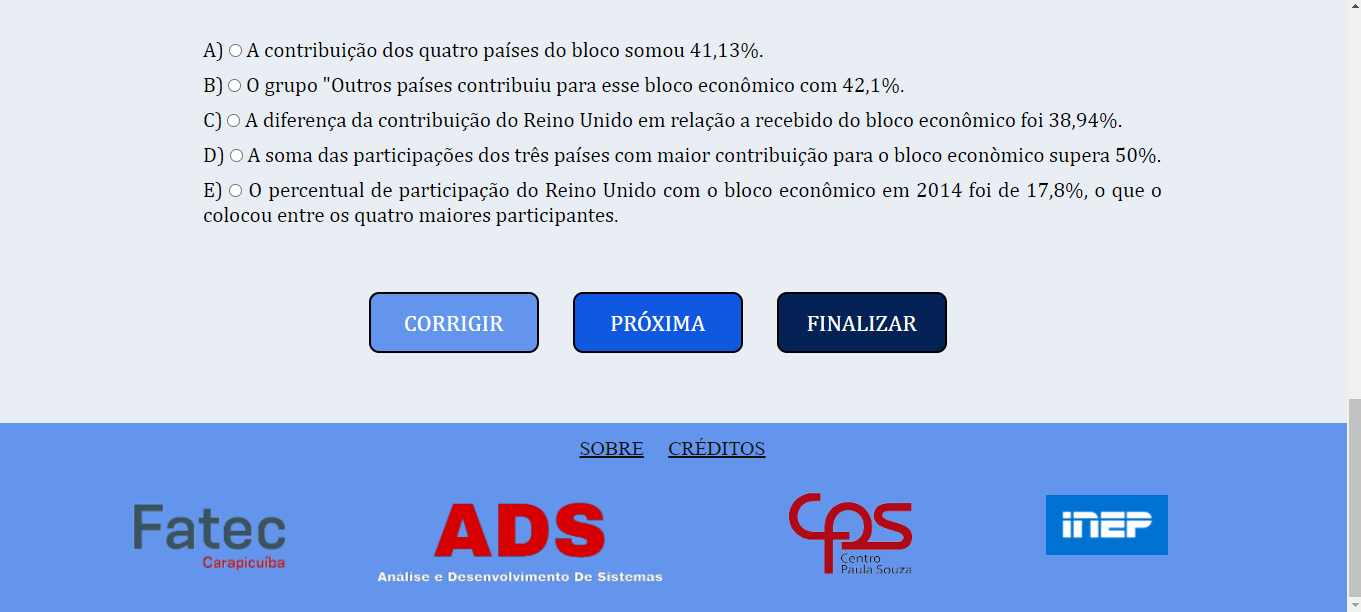 A) A contribuição dos quatro países do bloco somou 41,13%.
B) O grupo "Outros países contribuiu para esse bloco econômico com 42,1%.
C) A diferença da contribuição do Reino Unido em relação a recebido do bloco econômico foi 38,94%.
D) A soma das participações dos três países com maior contribuição para o bloco econòmico supera 50%.
E) O percentual de participação do Reino Unido com o bloco econômico em 2014 foi de 17,8%, o que o
colocou entre os quatro maiores participantes.
CORRIGIR PRÓXIMA FINALIZAR
SOBRE CRÉDITOS
Fatec
Carapicuíba
ADS
Análise e Desenvolvimento De Sistemas
cps
Centro
Paula Souza
inep